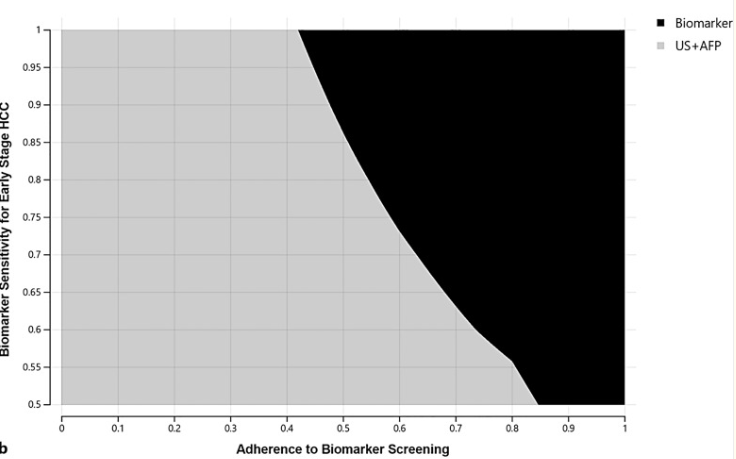 Biomarker
US+AFP
Biomarker Sensitivity for Early Stage HCC
1
0.95
0.9
0.85
0.8
0.75
0.7
0.65
0.6
0.55
0.5
0 0.1 0.2 0.3 0.4 0.5 0.6 0.7 0.8 0.9 1
b
Adherence to Biomarker Screening